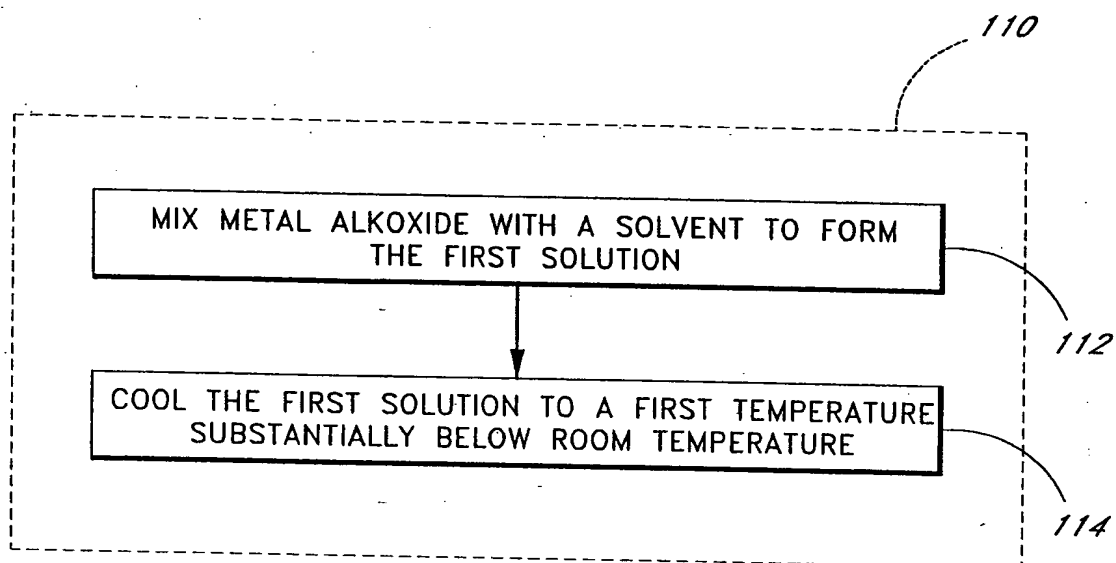 110
MIX METAL ALKOXIDE WITH A SOLVENT TO FORM
THE FIRST SOLUTION
112
COOL THE FIRST SOLUTION TO A FIRST TEMPERATURE
SUBSTANTIALLY BELOW ROOM TEMPERATURE
114